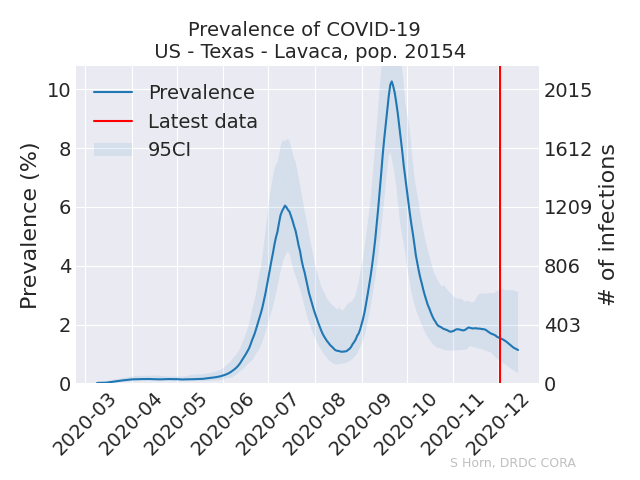 Prevalence of COVID-19
US - Texas - Lavaca, pop. 20154
Prevalence
Latest data
95CI
Prevalence (%)
10
8
6
4
2
0
2015
1612
1209
806
403
0
# of infections
2020-03
2020-04
2020-05
2020-06
2020-07
2020-08
2020-09
2020-10
2020-11
2020-12
S Horn, DRDC CORA